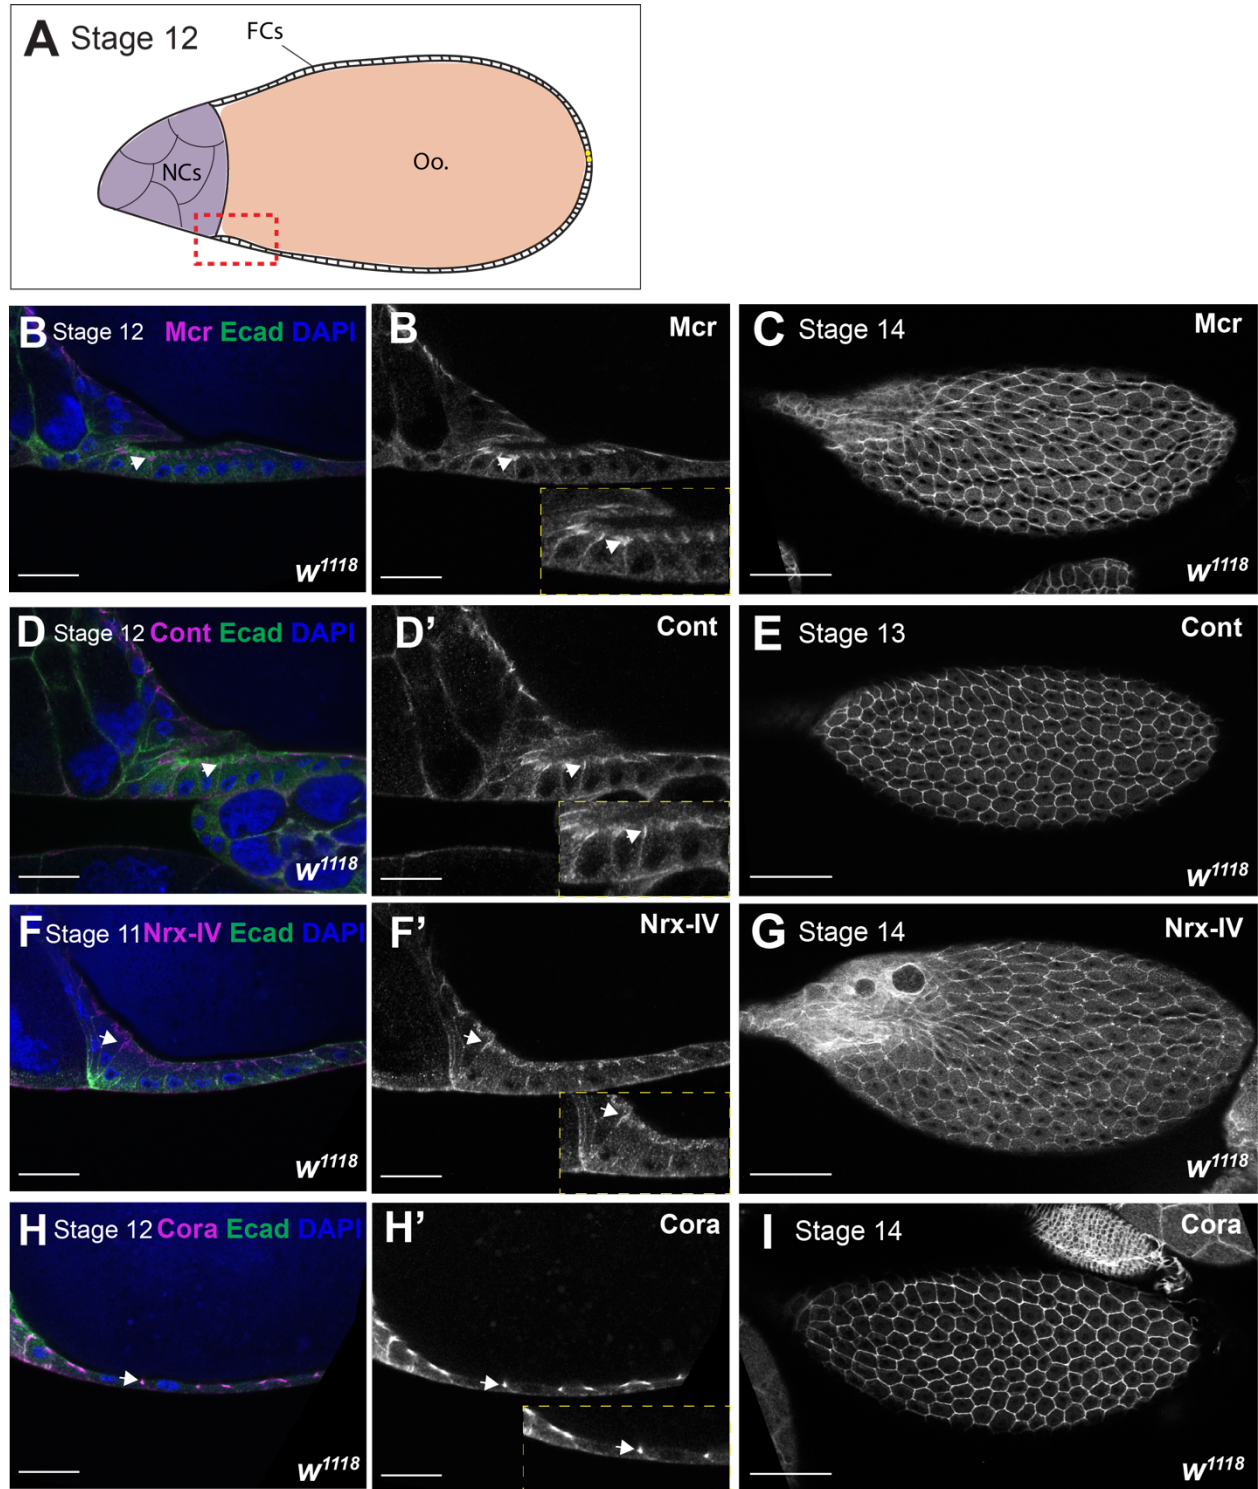 A Stage 12
FCs
NCs
Oo.
B Stage 12 Mcr Ecad DAPI
w1118
B Mcr
C Stage 14 Mcr
w1118
D Stage 12 Cont Ecad DAPI
w1118
D' Cont
E Stage 13 Cont
w1118
F Stage 11 Nrx-IV Ecad DAPI
w1118
F' Nrx-IV
G Stage 14 Nrx-IV
w1118
H Stage 12 Cora Ecad DAPI
w1118
H' Cora
I Stage 14 Cora
w1118